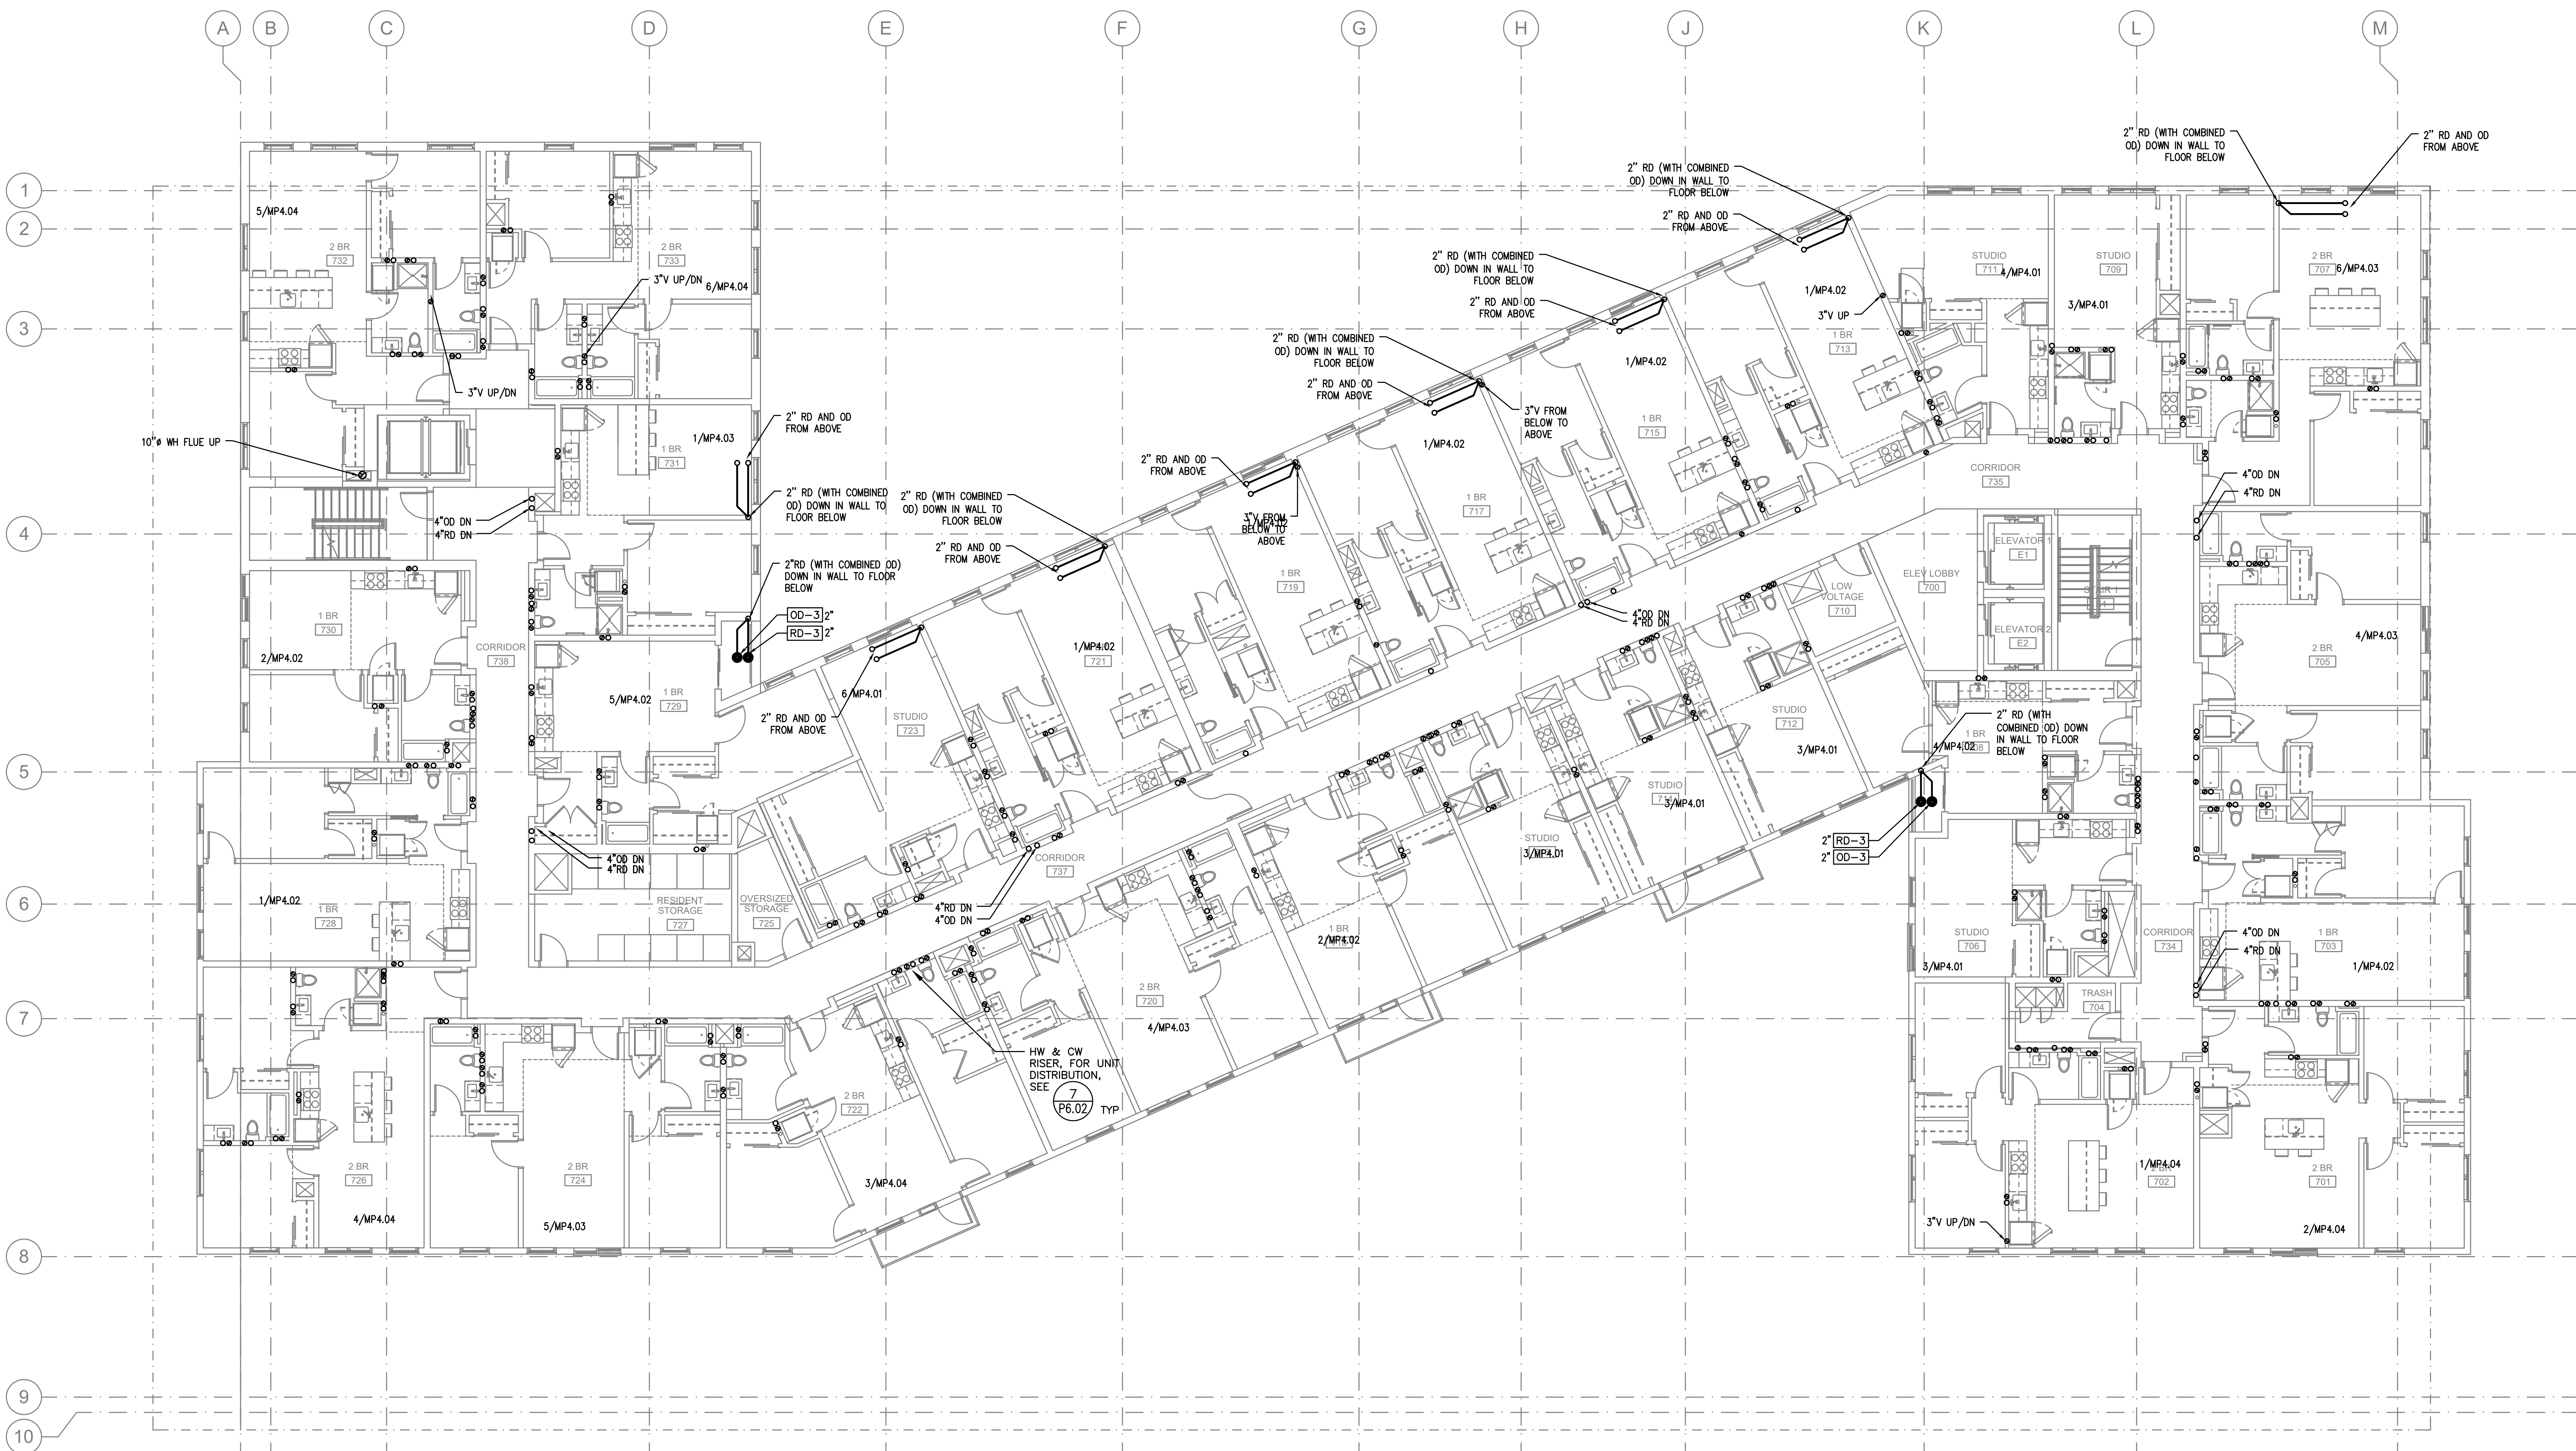 A
B
C
D
E
F
G
H
J
K
L
M
1
2
3
4
5
6
7
8
9
10
5/MP4.04
2 BR
732
2 BR
733
6/MP4.04
3"V UP/DN
3"V UP/DN
10"ø WH FLUE UP
2" RD AND OD
FROM ABOVE
1/MP4.03
1 BR
731
2" RD (WITH COMBINED
OD) DOWN IN WALL TO
FLOOR BELOW
4"OD DN
4"RD DN
2"RD (WITH COMBINED OD)
DOWN IN WALL TO FLOOR
BELOW
OD-3 2"
RD-3 2"
1 BR
730
2/MP4.02
CORRIDOR
738
5/MP4.02
1 BR
729
4"OD DN
4"RD DN
1/MP4.02
1 BR
728
RESIDENT
STORAGE
727
OVERSIZED
STORAGE
725
2 BR
726
4/MP4.04
2 BR
724
5/MP4.03
2 BR
722
3/MP4.04
HW & CW
RISER, FOR UNIT
DISTRIBUTION,
SEE
7
P6.02
TYP
2" RD (WITH COMBINED
OD) DOWN IN WALL TO
FLOOR BELOW
2" RD AND OD
FROM ABOVE
2" RD AND OD
FROM ABOVE
6/MP4.01
STUDIO
723
1/MP4.02
721
4"RD DN
4"OD DN
CORRIDOR
737
2 BR
720
4/MP4.03
2" RD AND OD
FROM ABOVE
3"V FROM
BELOW TO
ABOVE
1/MP4.02
1 BR
719
2" RD (WITH COMBINED
OD) DOWN IN WALL TO
FLOOR BELOW
2" RD AND OD
FROM ABOVE
3"V FROM
BELOW TO
ABOVE
1/MP4.02
1 BR
717
4"OD DN
4"RD DN
2" RD (WITH COMBINED
OD) DOWN IN WALL TO
FLOOR BELOW
2" RD AND OD
FROM ABOVE
1/MP4.02
1 BR
715
2" RD (WITH COMBINED
OD) DOWN IN WALL TO
FLOOR BELOW
2" RD AND OD
FROM ABOVE
1/MP4.02
3"V UP
1 BR
713
1 BR
2/MP4.02
STUDIO
3/MP4.01
STUDIO
3/MP4.01
STUDIO
712
3/MP4.01
LOW
VOLTAGE
710
STUDIO
711
4/MP4.01
STUDIO
709
3/MP4.01
2" RD (WITH COMBINED
OD) DOWN IN WALL TO
FLOOR BELOW
2" RD AND OD
FROM ABOVE
2 BR
707
6/MP4.03
CORRIDOR
735
ELEV LOBBY
700
ELEVATOR 1
E1
ELEVATOR 2
E2
STAIR 1
4"OD DN
4"RD DN
4/MP4.03
2 BR
705
2" RD (WITH
COMBINED OD) DOWN
IN WALL TO FLOOR
BELOW
1 BR
4/MP4.02
2" RD-3
2" OD-3
STUDIO
706
3/MP4.01
CORRIDOR
734
4"OD DN
4"RD DN
1 BR
703
1/MP4.02
TRASH
704
1/MP4.04
2 BR
702
3"V UP/DN
2 BR
701
2/MP4.04